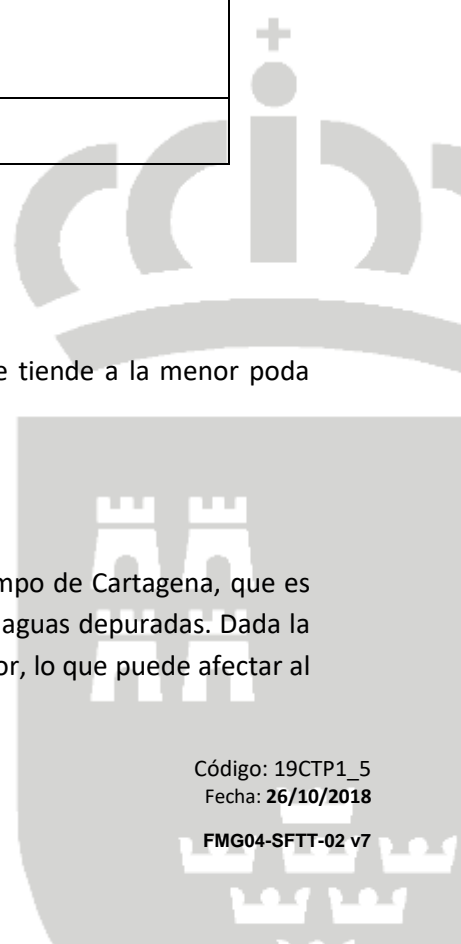 e tiende a la menor poda
mpo de Cartagena, que es
aguas depuradas. Dada la
or, lo que puede afectar al
Código: 19CTP1_5
Fecha: 26/10/2018
FMG04-SFTT-02 v7